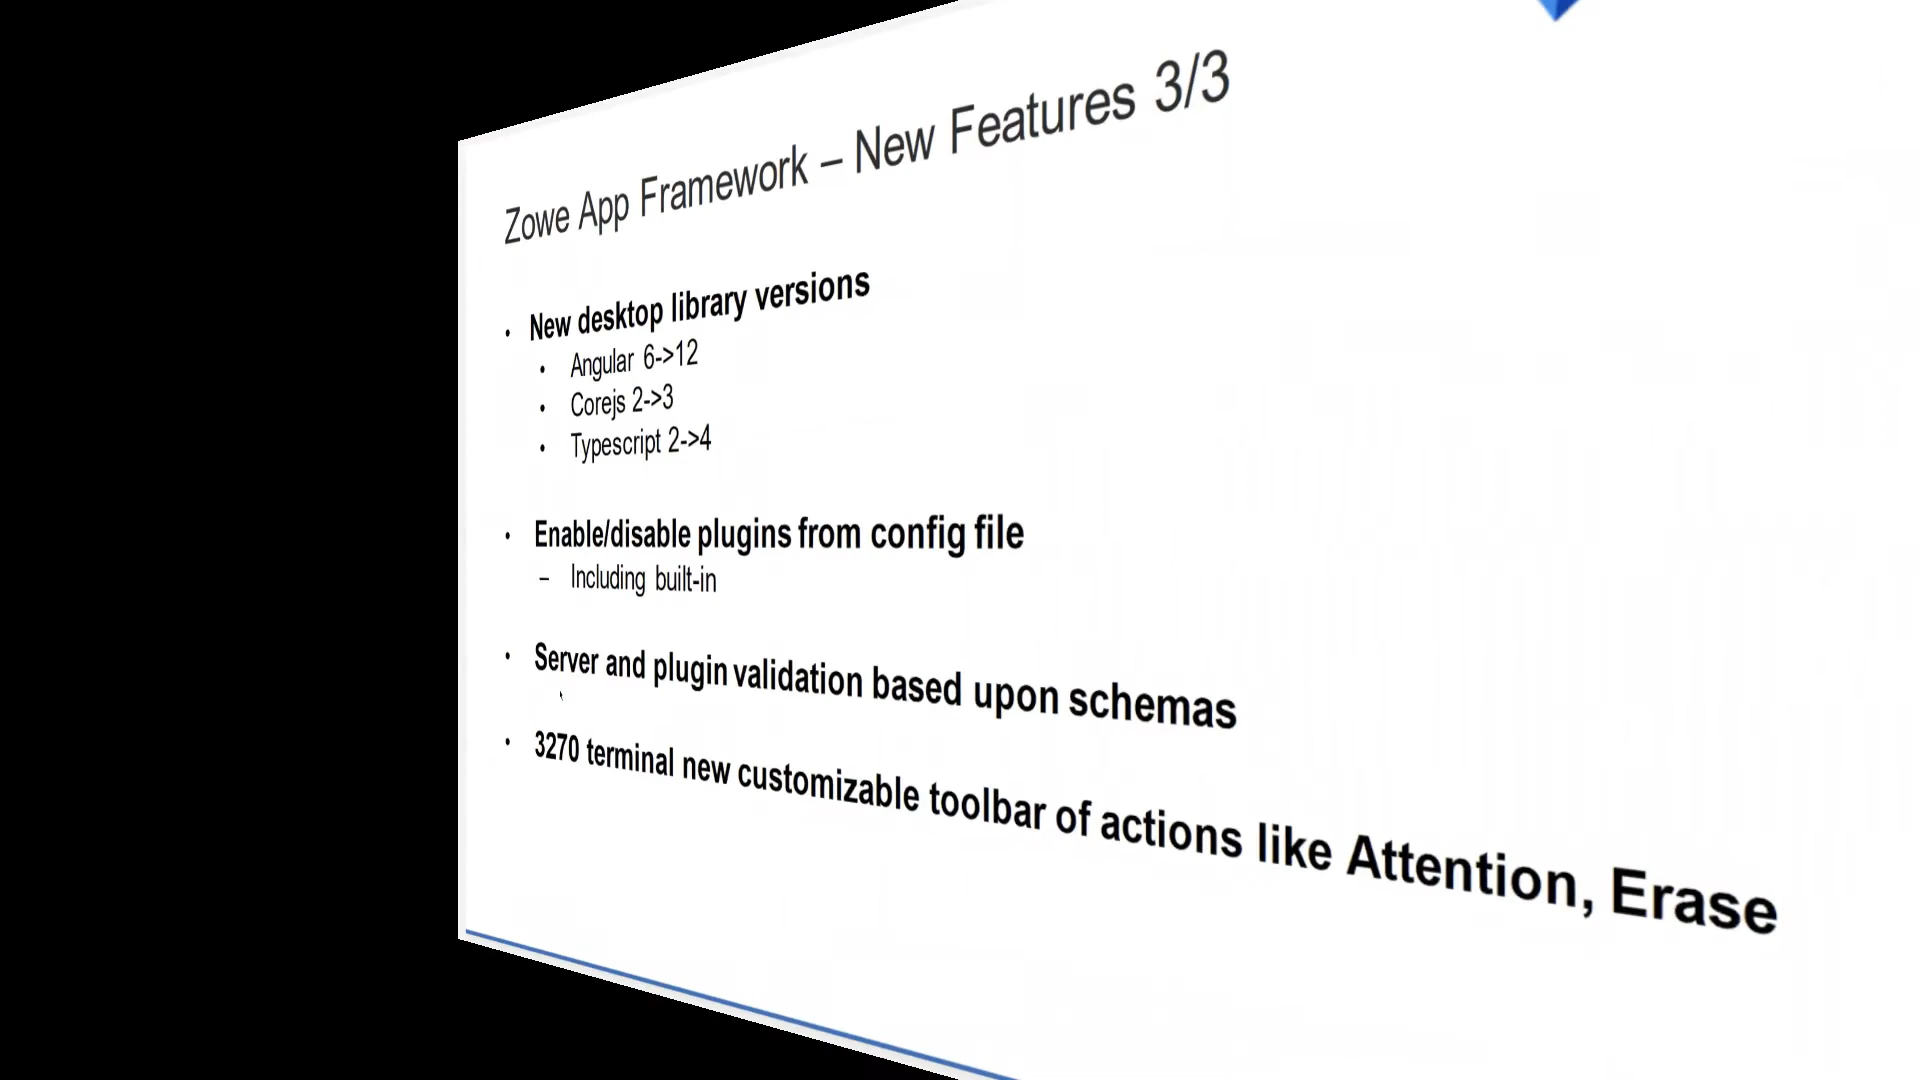 Zowe App Framework – New Features 3/3
• New desktop library versions
• Angular 6->12
• Corejs 2->3
• Typescript 2->4
• Enable/disable plugins from config file
– Including built-in
• Server and plugin validation based upon schemas
• 3270 terminal new customizable toolbar of actions like Attention, Erase